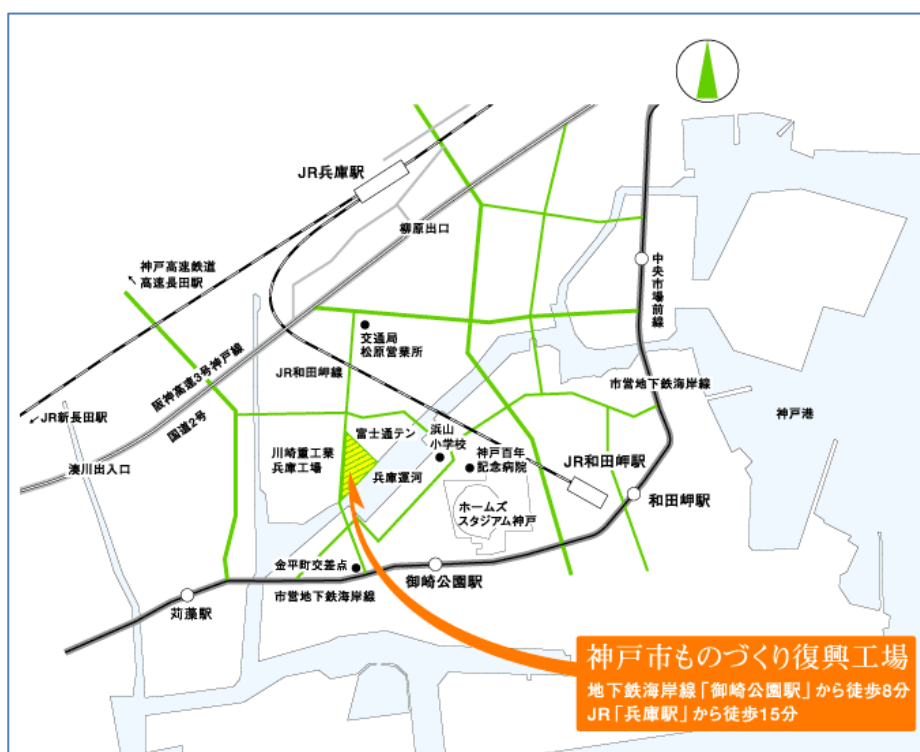 JR兵庫駅
柳原出口
神戸高速鉄道
高速長田駅
中央市場前線
交通局
松原営業所
JR和田岬線
阪神高速3号神戸線
市営地下鉄海岸線
神戸港
JR新長田駅
国道2号
富士通テン
浜山
小学校
川崎重工業
兵庫工場
神戸百年
記念病院
JR和田岬駅
湊川出入口
兵庫運河
和田岬駅
ホームズ
スタジアム神戸
金平町交差点
御崎公園駅
市営地下鉄海岸線
苅藻駅
神戸市ものづくり復興工場
地下鉄海岸線「御崎公園駅」から徒歩8分
JR「兵庫駅」から徒歩15分